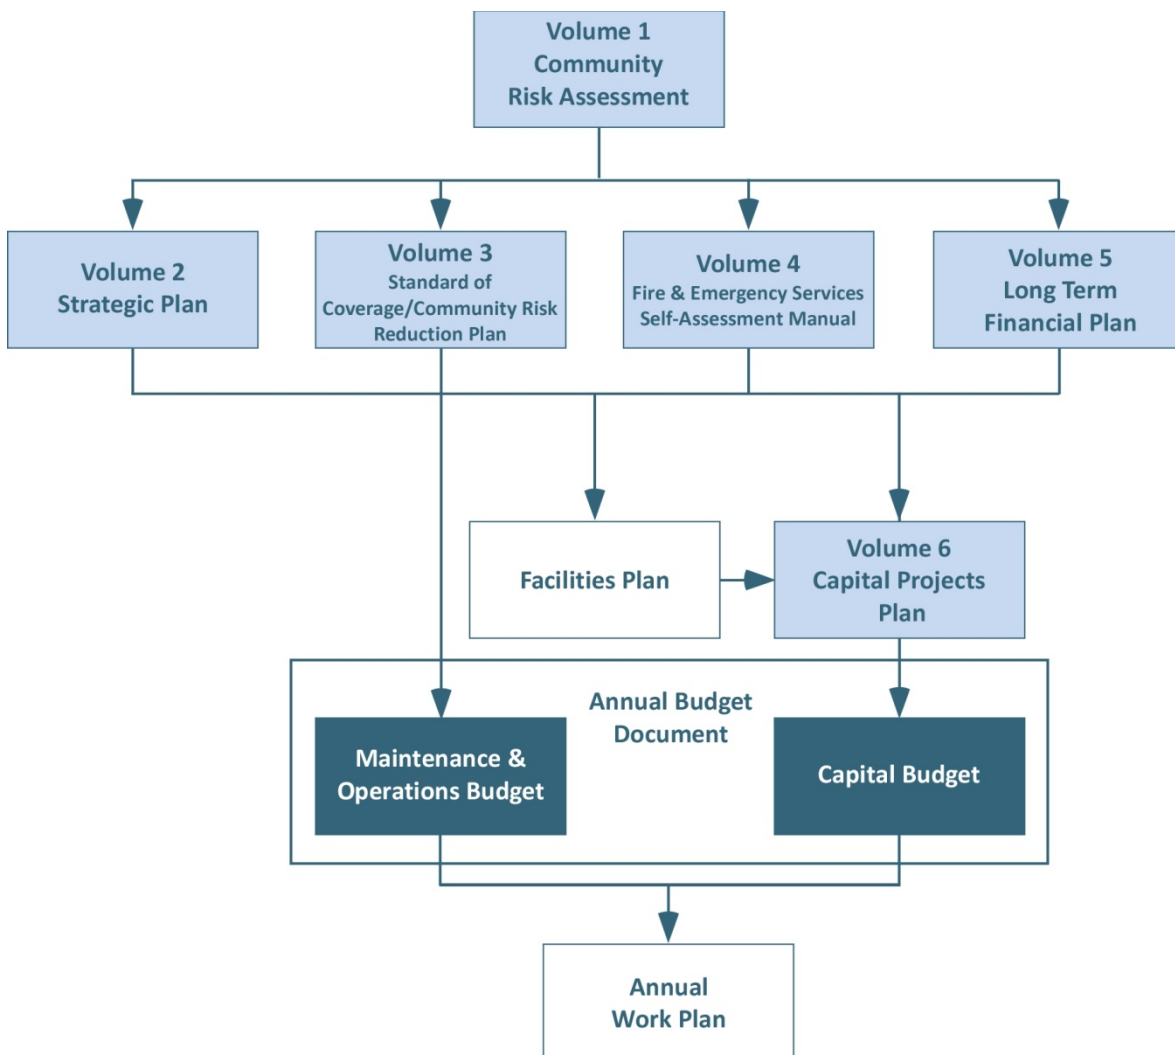 Volume 1
Community
Risk Assessment
Volume 2
Strategic Plan
Volume 3
Standard of
Coverage/Community Risk
Reduction Plan
Volume 4
Fire & Emergency Services
Self-Assessment Manual
Volume 5
Long Term
Financial Plan
Facilities Plan
Volume 6
Capital Projects
Plan
Annual Budget
Document
Maintenance &
Operations Budget
Capital Budget
Annual
Work Plan